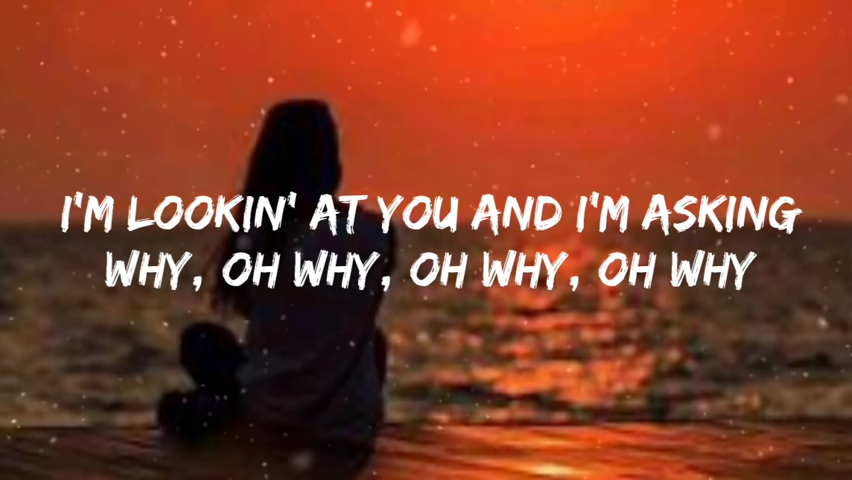 I'M LOOKIN' AT YOU AND I'M ASKING
WHY, OH WHY, OH WHY, OH WHY